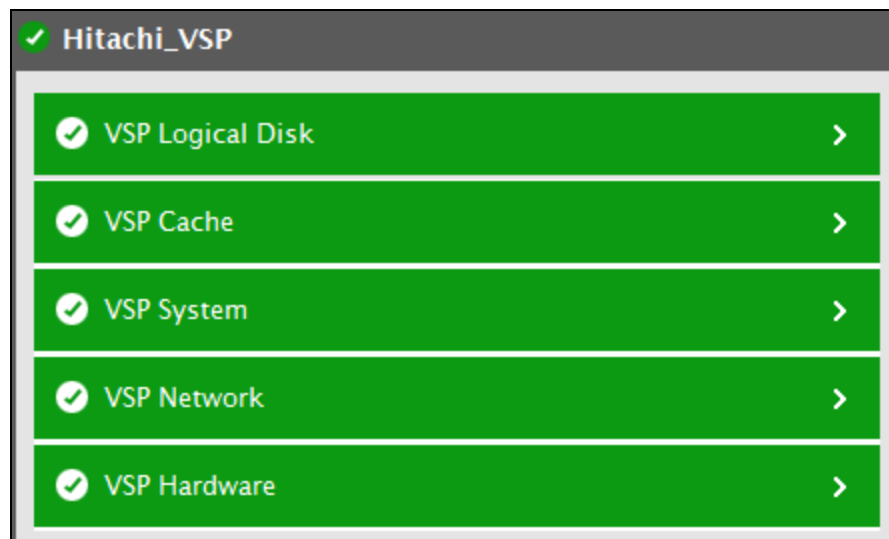 Hitachi_VSP
VSP Logical Disk
VSP Cache
VSP System
VSP Network
VSP Hardware